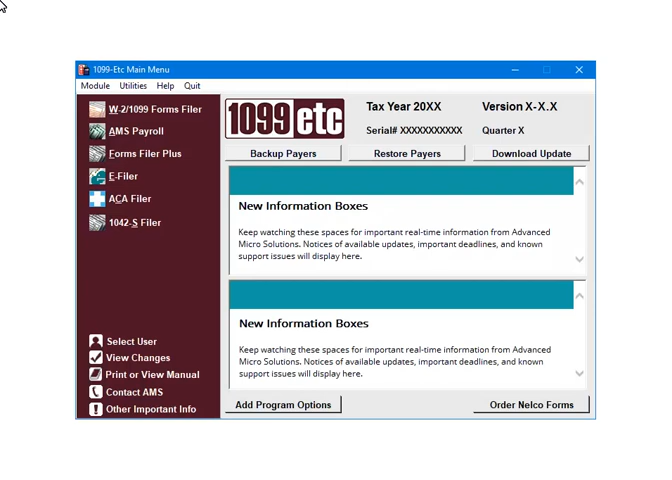 1099-Etc Main Menu
Module Utilities Help Quit
W-2/1099 Forms Filer
AMS Payroll
Forms Filer Plus
E-Filer
ACA Filer
1042-S Filer
Select User
View Changes
Print or View Manual
Contact AMS
Other Important Info
1099 etc
Tax Year 20XX Version X-X.X
Serial# XXXXXXXXXXX Quarter X
Backup Payers Restore Payers Download Update
New Information Boxes
Keep watching these spaces for important real-time information from Advanced
Micro Solutions. Notices of available updates, important deadlines, and known
support issues will display here.
New Information Boxes
Keep watching these spaces for important real-time information from Advanced
Micro Solutions. Notices of available updates, important deadlines, and known
support issues will display here.
Add Program Options Order Nelco Forms